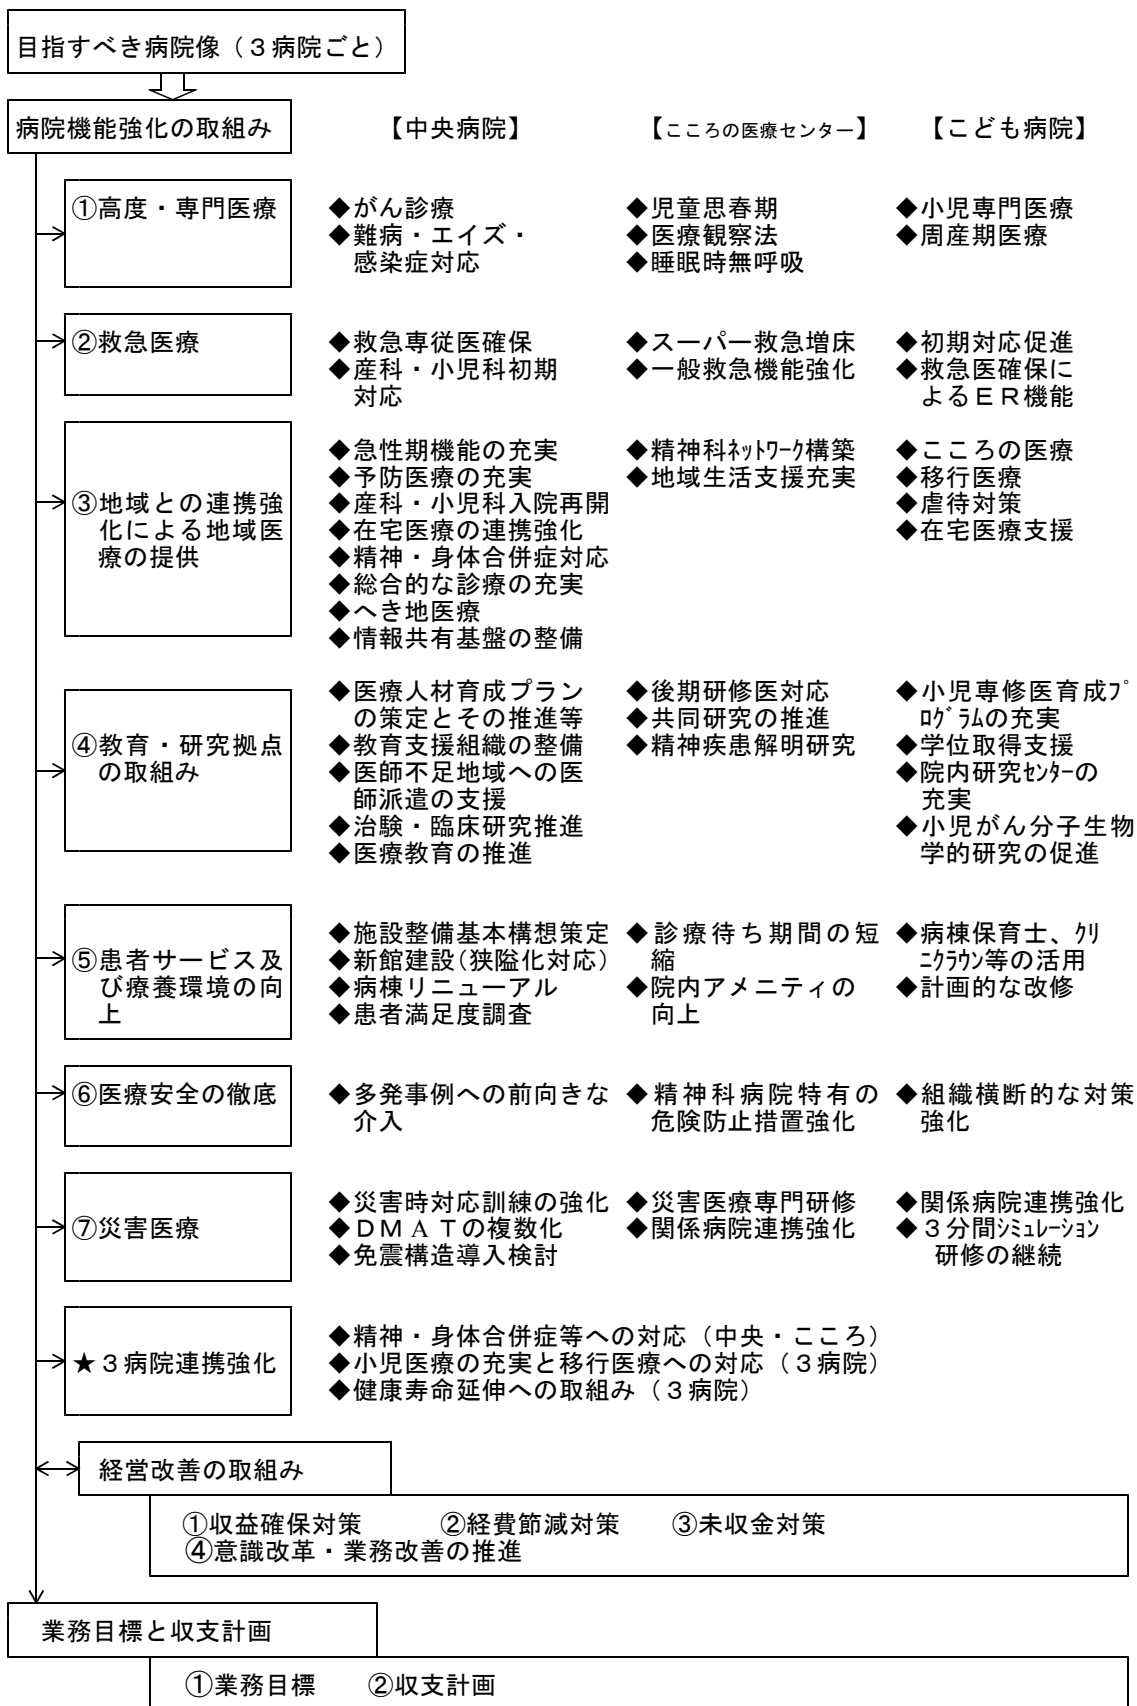 目指すべき病院像（３病院ごと）
病院機能強化の取組み
【中央病院】
【こころの医療センター】
【こども病院】
①高度・専門医療
◆がん診療
◆難病・エイズ・
感染症対応
◆児童思春期
◆医療観察法
◆睡眠時無呼吸
◆小児専門医療
◆周産期医療
②救急医療
◆救急専従医確保
◆産科・小児科初期
対応
◆スーパー救急増床
◆一般救急機能強化
◆初期対応促進
◆救急医確保に
よるＥＲ機能
③地域との連携強
化による地域医
療の提供
◆急性期機能の充実
◆予防医療の充実
◆産科・小児科入院再開
◆在宅医療の連携強化
◆精神・身体合併症対応
◆総合的な診療の充実
◆へき地医療
◆情報共有基盤の整備
◆精神科ﾈｯﾄﾜｰｸ構築
◆地域生活支援充実
◆こころの医療
◆移行医療
◆虐待対策
◆在宅医療支援
④教育・研究拠点
の取組み
◆医療人材育成プラン
の策定とその推進等
◆教育支援組織の整備
◆医師不足地域への医
師派遣の支援
◆治験・臨床研究推進
◆医療教育の推進
◆後期研修医対応
◆共同研究の推進
◆精神疾患解明研究
◆小児専修医育成ﾌﾟ
ﾛｸﾞﾗﾑの充実
◆学位取得支援
◆院内研究ｾﾝﾀｰの
充実
◆小児がん分子生物
学的研究の促進
⑤患者サービス及
び療養環境の向
上
◆施設整備基本構想策定
◆新館建設（狭隘化対応）
◆病棟リニューアル
◆患者満足度調査
◆診療待ち期間の短
縮
◆院内アメニティの
向上
◆病棟保育士、ｸﾘ
ﾆｸﾗｳﾝ等の活用
◆計画的な改修
⑥医療安全の徹底
◆多発事例への前向きな
介入
◆精神科病院特有の
危険防止措置強化
◆組織横断的な対策
強化
⑦災害医療
◆災害時対応訓練の強化
◆ＤＭＡＴの複数化
◆免震構造導入検討
◆災害医療専門研修
◆関係病院連携強化
◆関係病院連携強化
◆３分間ｼﾐｭﾚｰｼｮﾝ
研修の継続
★３病院連携強化
◆精神・身体合併症等への対応（中央・こころ）
◆小児医療の充実と移行医療への対応（３病院）
◆健康寿命延伸への取組み（３病院）
経営改善の取組み
①収益確保対策　②経費節減対策　③未収金対策
④意識改革・業務改善の推進
業務目標と収支計画
①業務目標　②収支計画